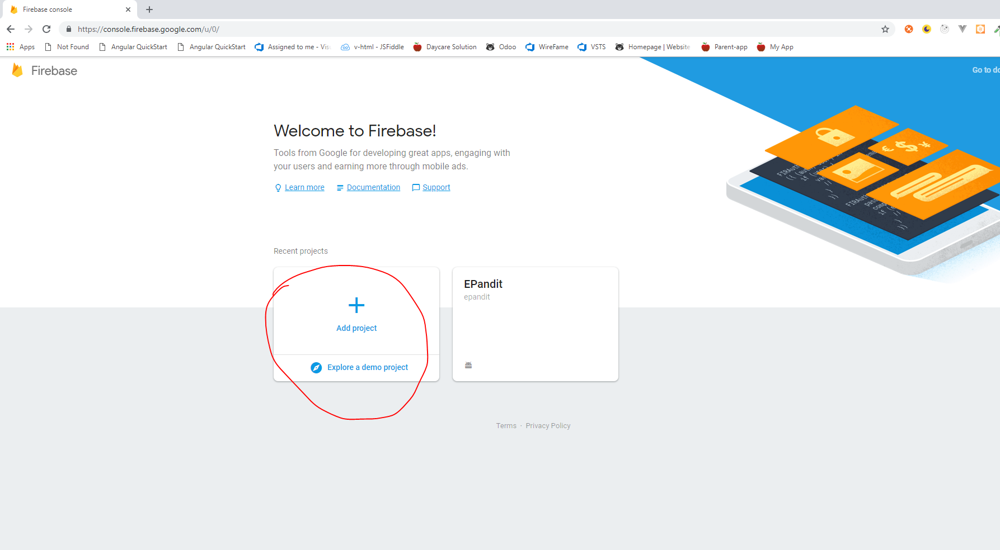 Firebase console
https://console.firebase.google.com/u/0/
Apps Not Found Angular QuickStart Angular QuickStart Assigned to me - Vis v-html - JSFiddle Daycare Solution Odoo WireFame VSTS Homepage | Website Parent-app My App
Firebase
Go to do
Welcome to Firebase!
Tools from Google for developing great apps, engaging with
your users and earning more through mobile ads.
Learn more Documentation Support
Recent projects
Add project
Explore a demo project
EPandit
epandit
Terms · Privacy Policy